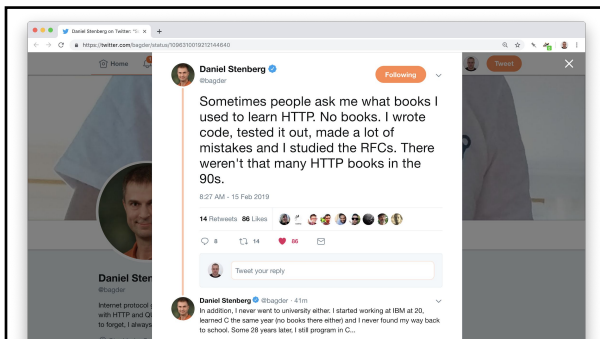 Daniel Stenberg on Twitter: "So
https://twitter.com/bagder/status/1096310019212144640
Home
Tweet
Daniel Stenberg
@bagder
Following
Sometimes people ask me what books I
used to learn HTTP. No books. I wrote
code, tested it out, made a lot of
mistakes and I studied the RFCs. There
weren't that many HTTP books in the
90s.
8:27 AM - 15 Feb 2019
14 Retweets 86 Likes
8 14 86
Tweet your reply
Daniel Sten
@bagder
Internet protocol
with HTTP and
to forget, I always
Daniel Stenberg @bagder · 41m
In addition, I never went to university either. I started working at IBM at 20,
learned C the same year (no books there either) and I never found my way back
to school. Some 28 years later, I still program in C...